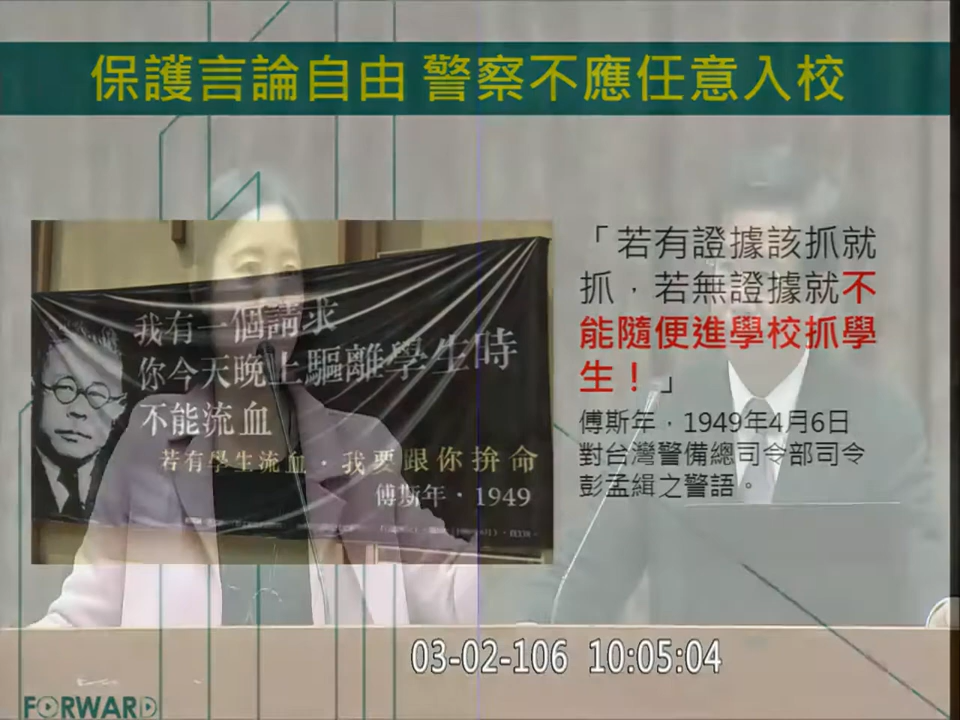 保護言論自由 警察不應任意入校
我有一個請求
你今天晚上驅離學生時
不能流血
若有學生流血，我要跟你拚命
傅斯年・1949
「若有證據該抓就
抓，若無證據就不
能隨便進學校抓學
生！」
傅斯年，1949年4月6日
對台灣警備總司令部司令
彭孟緝之警語。
03-02-106 10:05:04
FORWARD